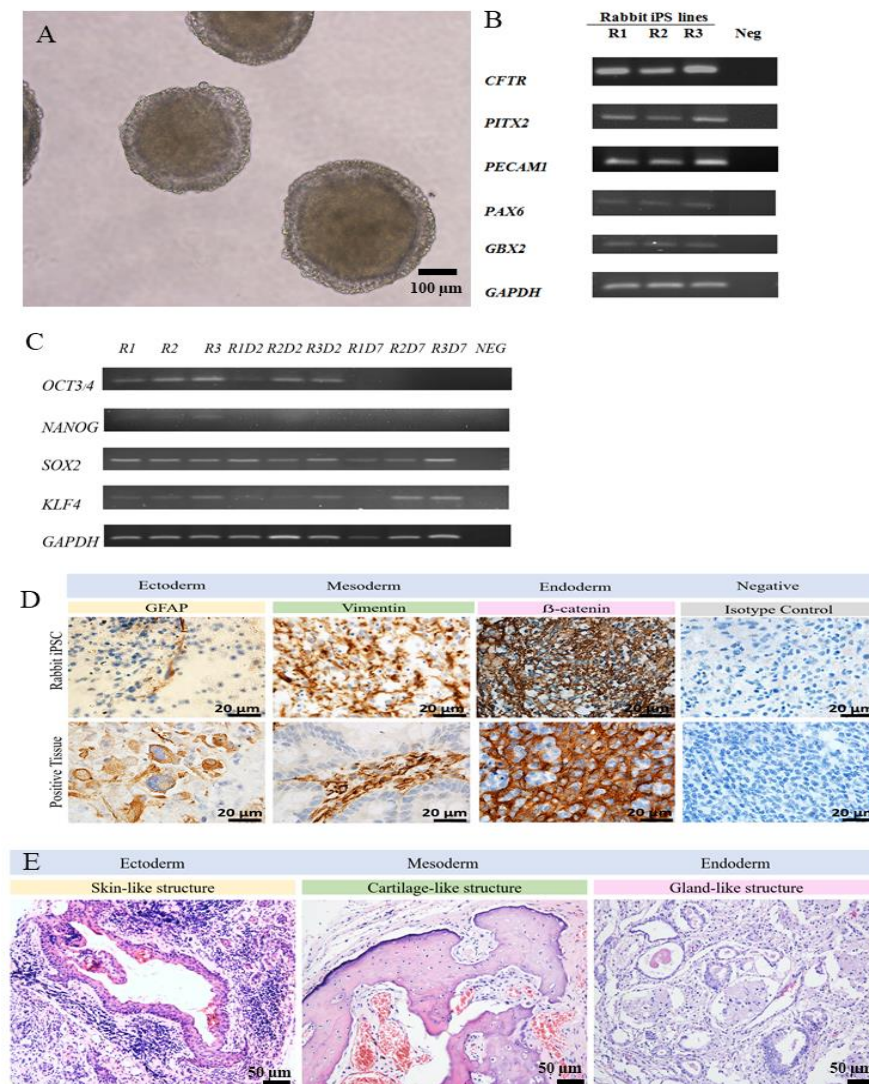 A
100 µm
B
Rabbit iPS lines
R1 R2 R3 Neg
CFTR
PITX2
PECAM1
PAX6
GBX2
GAPDH
C
R1 R2 R3 R1D2 R2D2 R3D2 R1D7 R2D7 R3D7 NEG
OCT3/4
NANOG
SOX2
KLF4
GAPDH
D
Ectoderm Mesoderm Endoderm Negative
GFAP Vimentin ß-catenin Isotype Control
Rabbit iPSC
20 µm 20 µm 20 µm 20 µm
Positive Tissue
20 µm 20 µm 20 µm 20 µm
E
Ectoderm Mesoderm Endoderm
Skin-like structure Cartilage-like structure Gland-like structure
50 µm 50 µm 50 µm